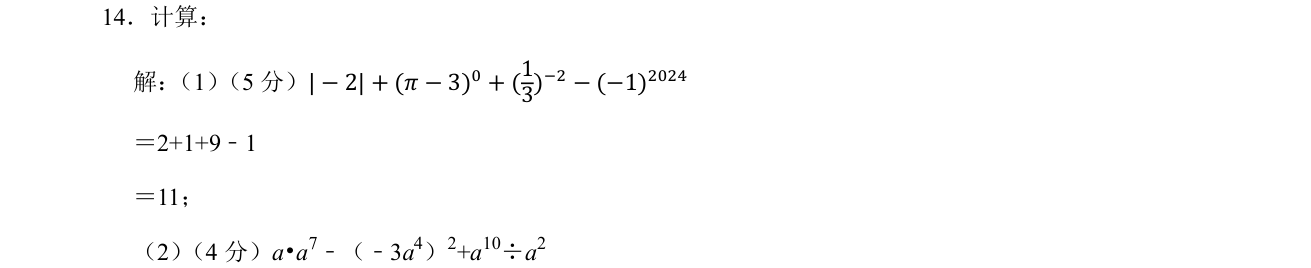 14．计算：
解：（1）（5 分）|－2|＋(π－3)⁰＋(1/3)⁻²－(−1)²⁰²⁴
＝2+1+9﹣1
＝11；
（2）（4 分）a•a⁷﹣（﹣3a⁴）²+a¹⁰÷a²